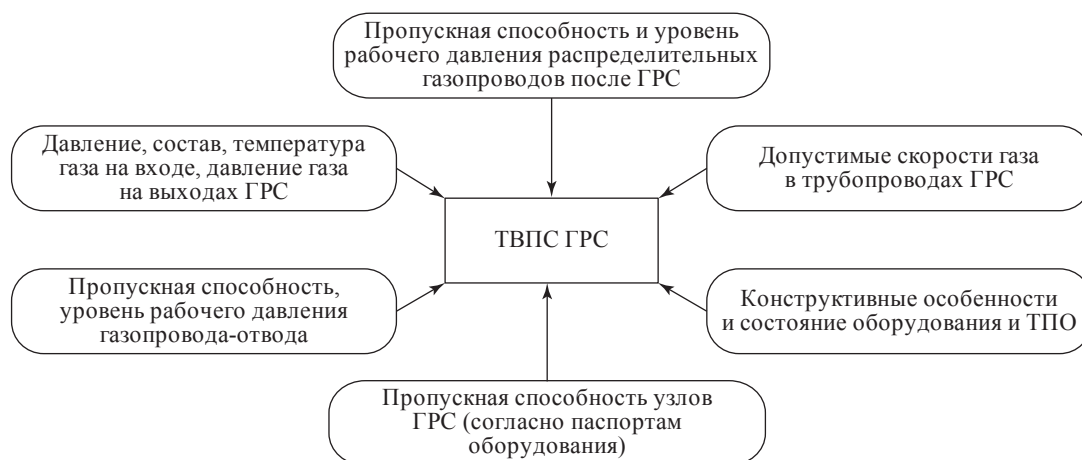 Пропускная способность и уровень
рабочего давления распределительных
газопроводов после ГРС
Давление, состав, температура
газа на входе, давление газа
на выходах ГРС
Допустимые скорости газа
в трубопроводах ГРС
ТВПС ГРС
Пропускная способность,
уровень рабочего давления
газопровода-отвода
Конструктивные особенности
и состояние оборудования и ТПО
Пропускная способность узлов
ГРС (согласно паспортам
оборудования)